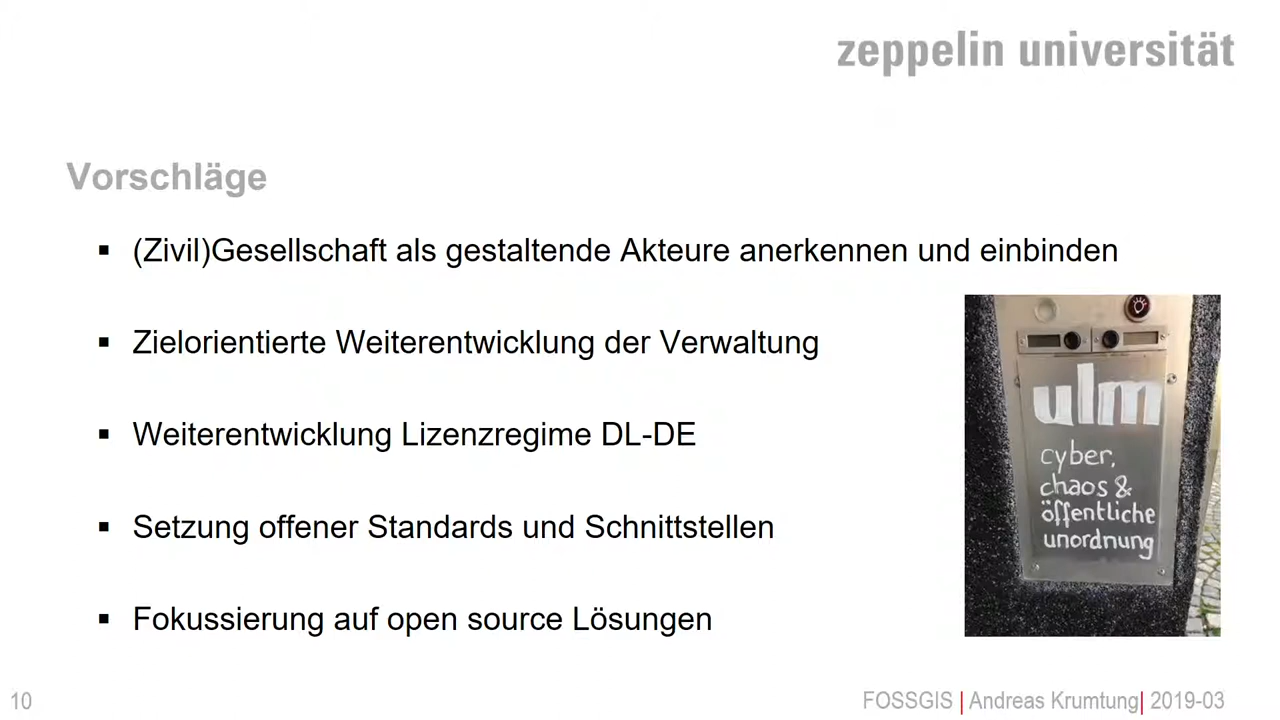 zeppelin universität
Vorschläge
▪ (Zivil)Gesellschaft als gestaltende Akteure anerkennen und einbinden
▪ Zielorientierte Weiterentwicklung der Verwaltung
▪ Weiterentwicklung Lizenzregime DL-DE
▪ Setzung offener Standards und Schnittstellen
▪ Fokussierung auf open source Lösungen
ulm
cyber,
chaos &
öffentliche
unordnung
10
FOSSGIS | Andreas Krumtung| 2019-03